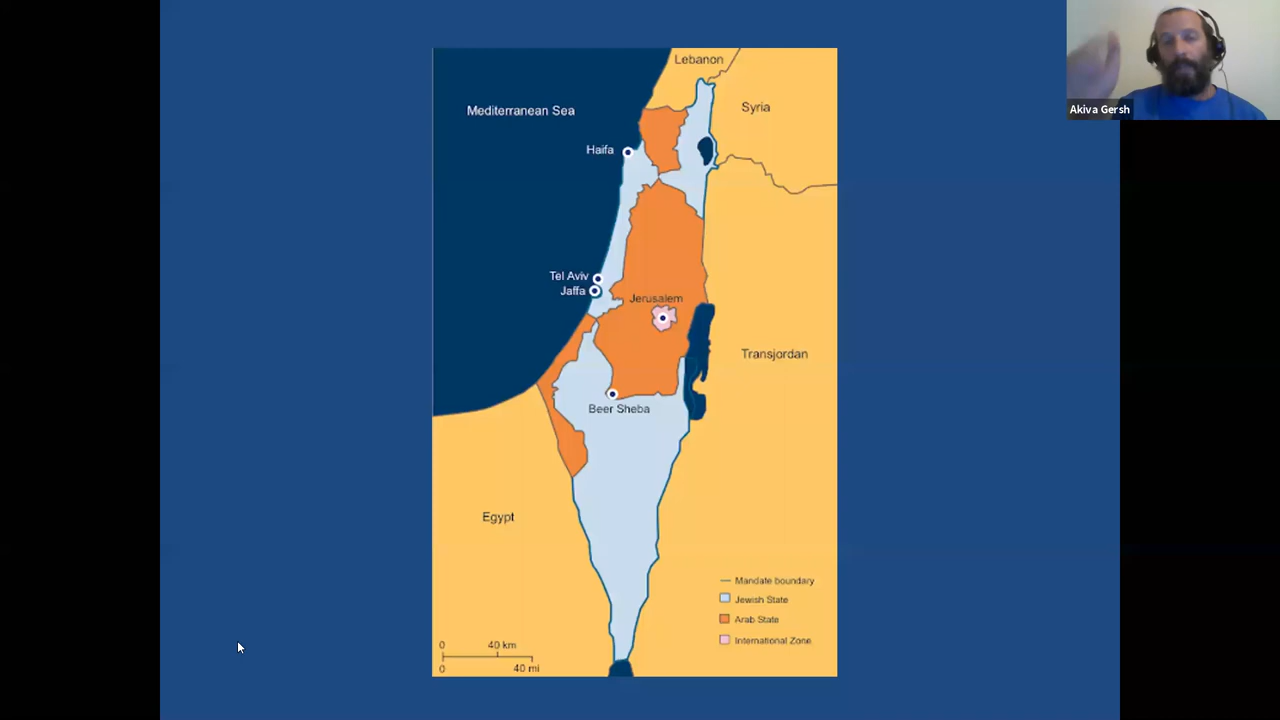 Lebanon
Mediterranean Sea
Syria
Akiva Gersh
Haifa
Tel Aviv
Jaffa
Jerusalem
Transjordan
Beer Sheba
Egypt
Mandate boundary
Jewish State
Arab State
International Zone
0 40 km
0 40 mi